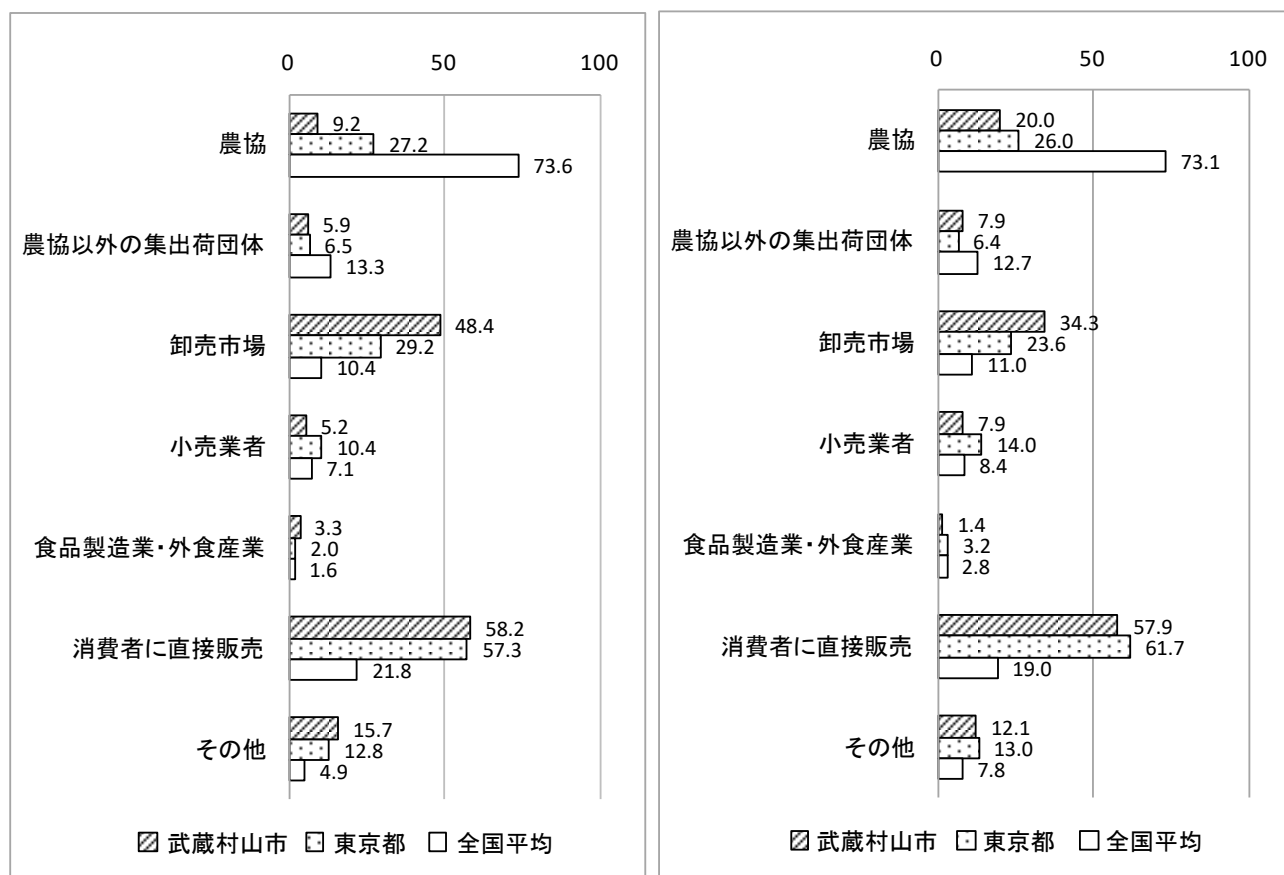 0 50 100
農協
9.2
27.2
73.6
農協以外の集出荷団体
5.9
6.5
13.3
卸売市場
48.4
29.2
10.4
小売業者
5.2
10.4
7.1
食品製造業・外食産業
3.3
2.0
1.6
消費者に直接販売
58.2
57.3
21.8
その他
15.7
12.8
4.9
武蔵村山市 東京都 全国平均
0 50 100
農協
20.0
26.0
73.1
農協以外の集出荷団体
7.9
6.4
12.7
卸売市場
34.3
23.6
11.0
小売業者
7.9
14.0
8.4
食品製造業・外食産業
1.4
3.2
2.8
消費者に直接販売
57.9
61.7
19.0
その他
12.1
13.0
7.8
武蔵村山市 東京都 全国平均